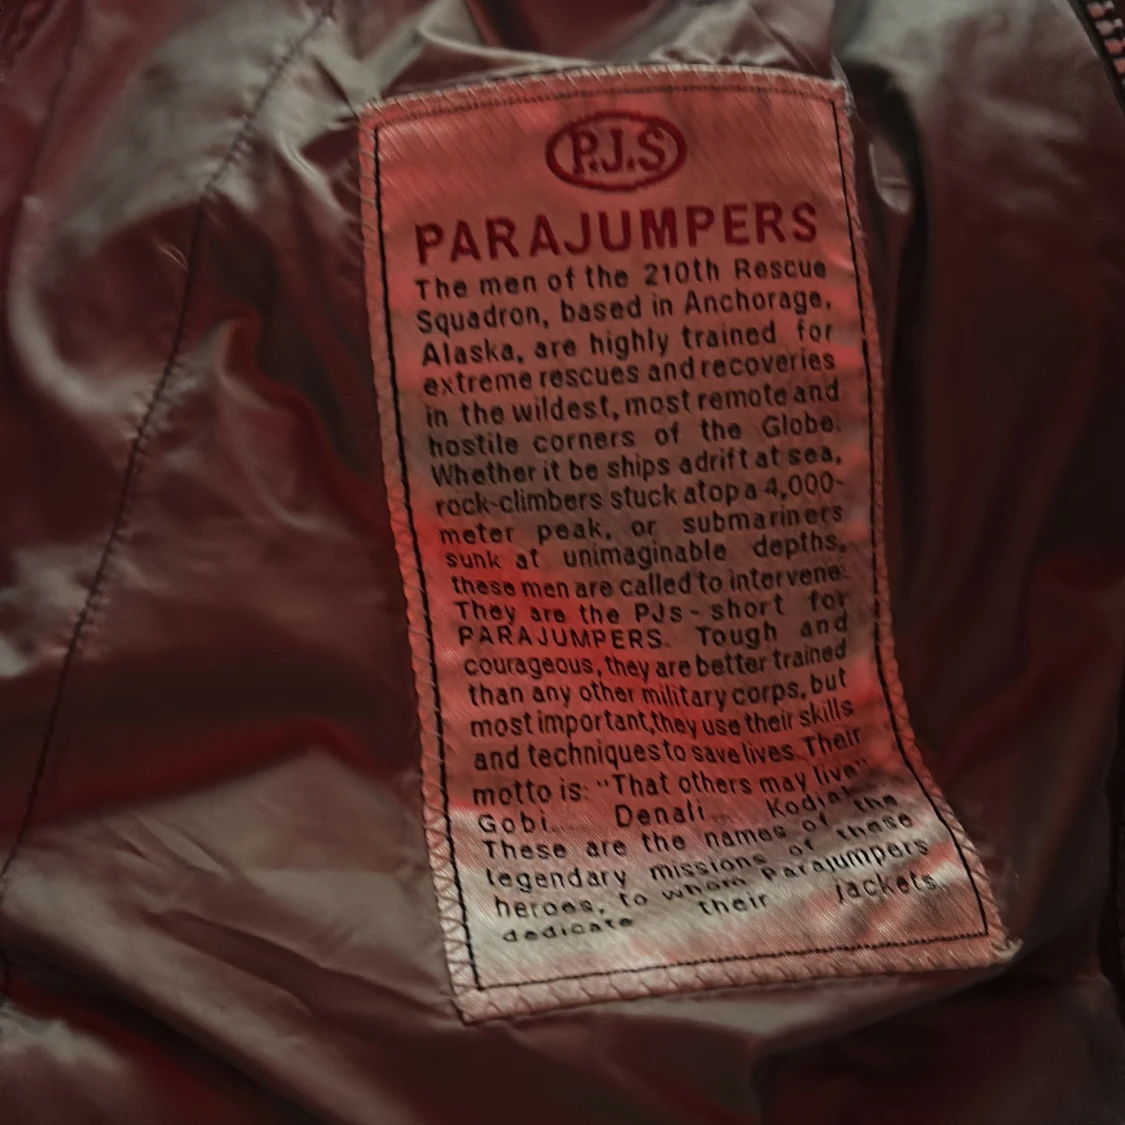 P.J.S
PARAJUMPERS
The men of the 210th Rescue
Squadron, based in Anchorage,
Alaska, are highly trained for
extreme rescues and recoveries
in the wildest, most remote and
hostile corners of the Globe.
Whether it be ships adrift at sea,
rock-climbers stuck atop a 4,000-
meter peak, or submariners
sunk at unimaginable depths,
these men are called to intervene.
They are the PJs - short for
PARAJUMPERS. Tough and
courageous, they are better trained
than any other military corps, but
most important, they use their skills
and techniques to save lives. Their
motto is: "That others may live"
Gobi... Denali... Kodiak...
These are the names of the
legendary missions of these
heroes, to whom Parajumpers
dedicate their jackets.